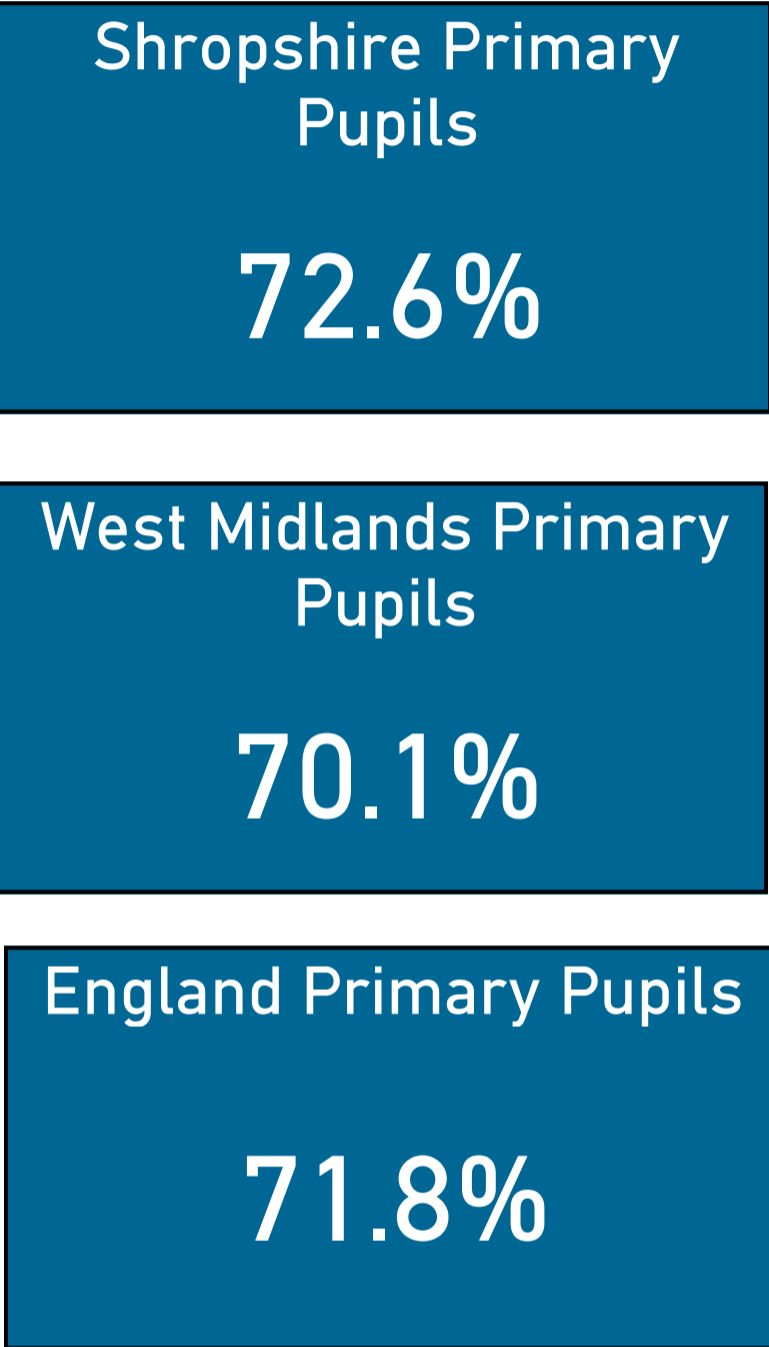 Shropshire Primary
Pupils
72.6%
West Midlands Primary
Pupils
70.1%
England Primary Pupils
71.8%